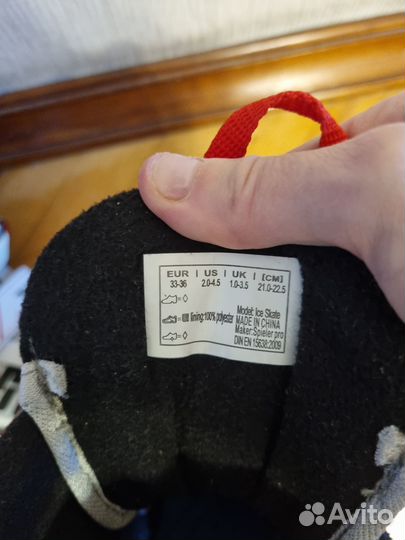 EUR | US | UK | [CM]
33-36 2.0-4.5 1.0-3.5 21.0-22.5
=◊
= lining:100% polyester
=◊
Model: Ice Skate
MADE IN CHINA
Maker:Spieler pro
DIN EN 15638:2009
Avito